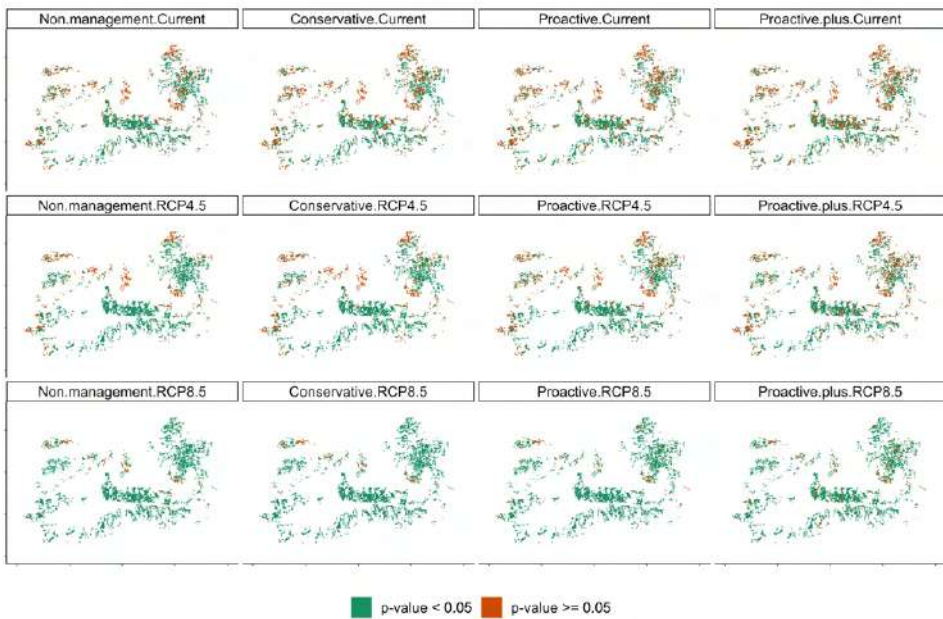 Non.management.Current Conservative.Current Proactive.Current Proactive.plus.Current
Non.management.RCP4.5 Conservative.RCP4.5 Proactive.RCP4.5 Proactive.plus.RCP4.5
Non.management.RCP8.5 Conservative.RCP8.5 Proactive.RCP8.5 Proactive.plus.RCP8.5
p-value < 0.05 p-value >= 0.05